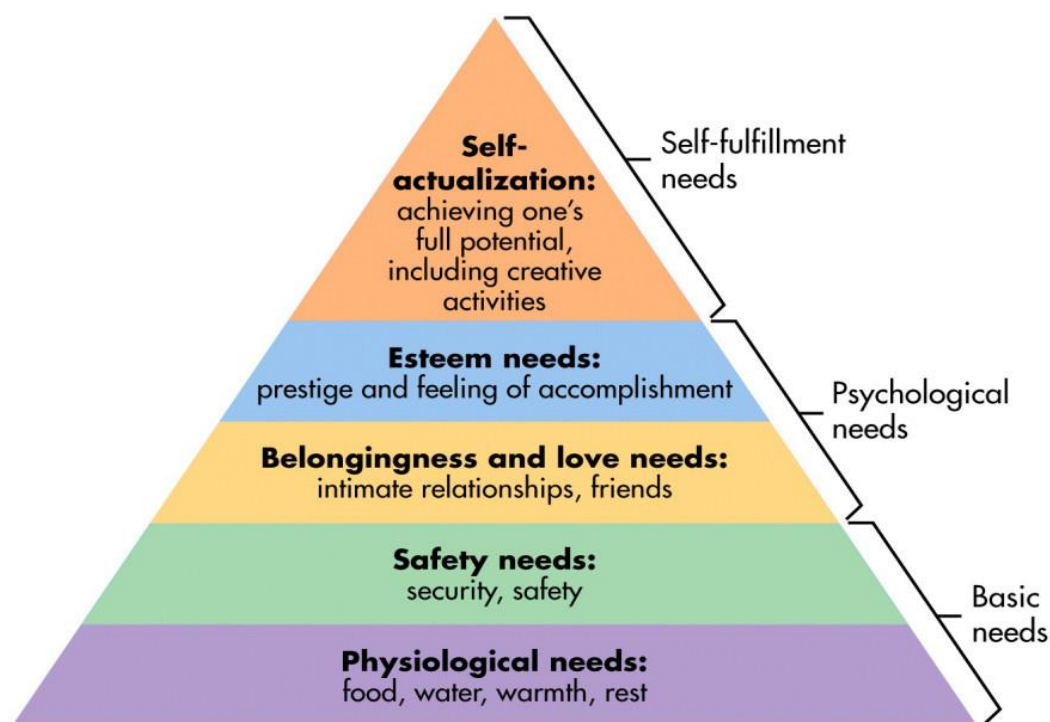 Self-
actualization:
achieving one's
full potential,
including creative
activities
Self-fulfillment
needs
Esteem needs:
prestige and feeling of accomplishment
Belongingness and love needs:
intimate relationships, friends
Psychological
needs
Safety needs:
security, safety
Physiological needs:
food, water, warmth, rest
Basic
needs